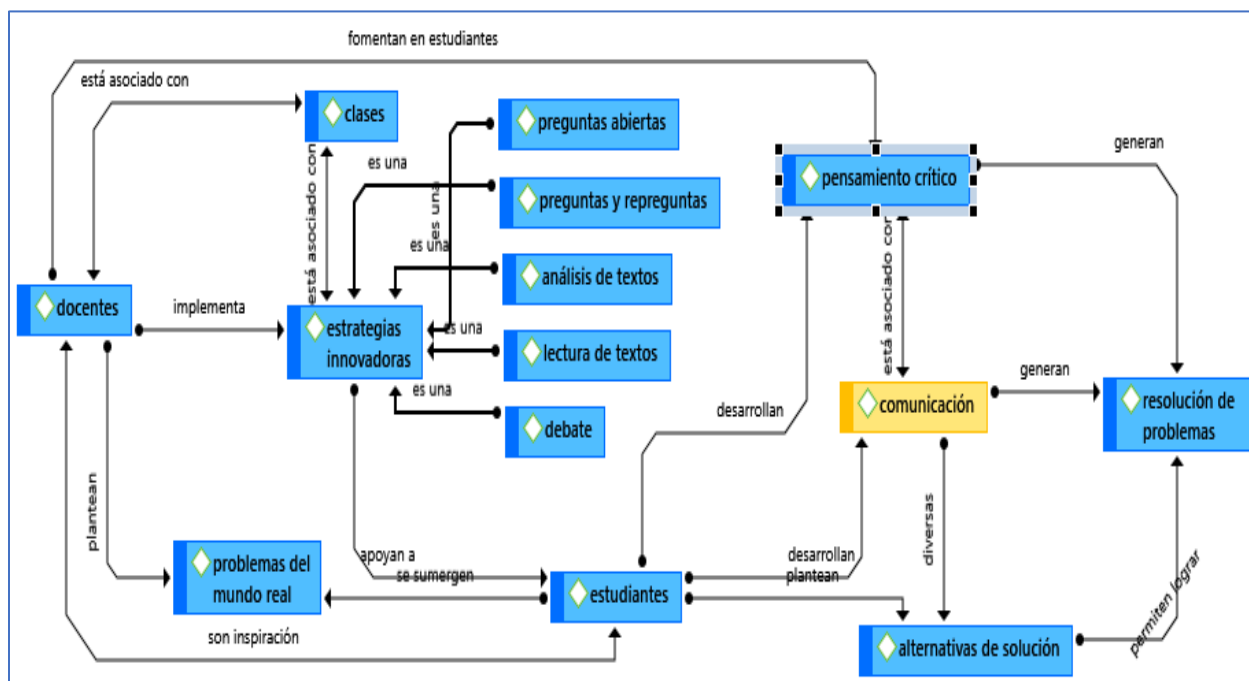 fomentan en estudiantes
está asociado con
clases
preguntas abiertas
generan
es una
pensamiento crítico
está asociado con
es una
preguntas y repreguntas
es una
está asociado con
análisis de textos
docentes
implementa
estrategias
innovadoras
es una
lectura de textos
generan
es una
desarrollan
comunicación
resolución de
problemas
debate
plantean
diversas
apoyan a
desarrollan
problemas del
mundo real
se sumergen
plantean
permiten lograr
estudiantes
son inspiración
alternativas de solución